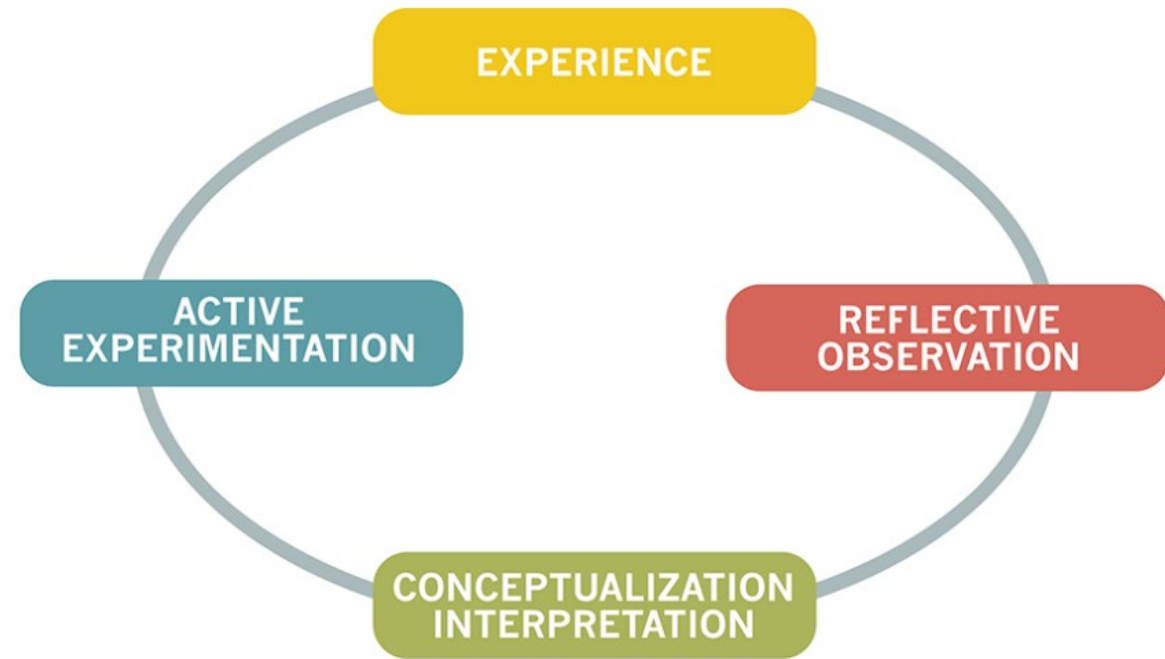 EXPERIENCE
ACTIVE
EXPERIMENTATION
REFLECTIVE
OBSERVATION
CONCEPTUALIZATION
INTERPRETATION